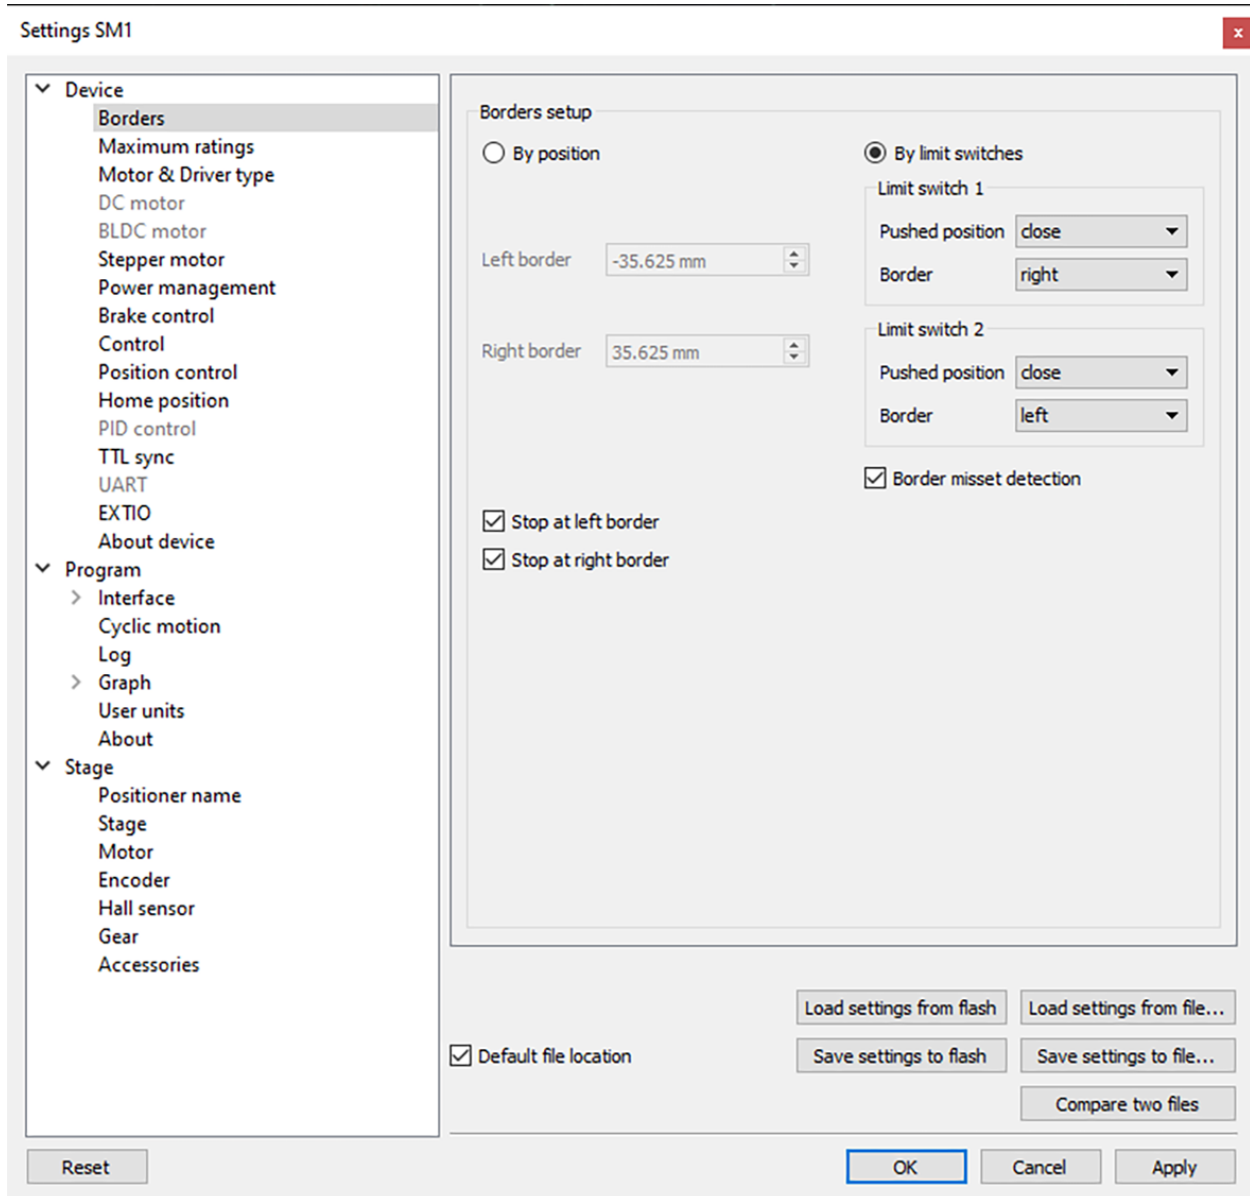 Settings SM1
x
Device
Borders
Maximum ratings
Motor & Driver type
DC motor
BLDC motor
Stepper motor
Power management
Brake control
Control
Position control
Home position
PID control
TTL sync
UART
EXTIO
About device
Program
Interface
Cyclic motion
Log
Graph
User units
About
Stage
Positioner name
Stage
Motor
Encoder
Hall sensor
Gear
Accessories
Borders setup
By position
By limit switches
Limit switch 1
Pushed position close
Border right
Left border -35.625 mm
Right border 35.625 mm
Limit switch 2
Pushed position close
Border left
Border misset detection
Stop at left border
Stop at right border
Load settings from flash
Load settings from file...
Default file location
Save settings to flash
Save settings to file...
Compare two files
Reset
OK
Cancel
Apply